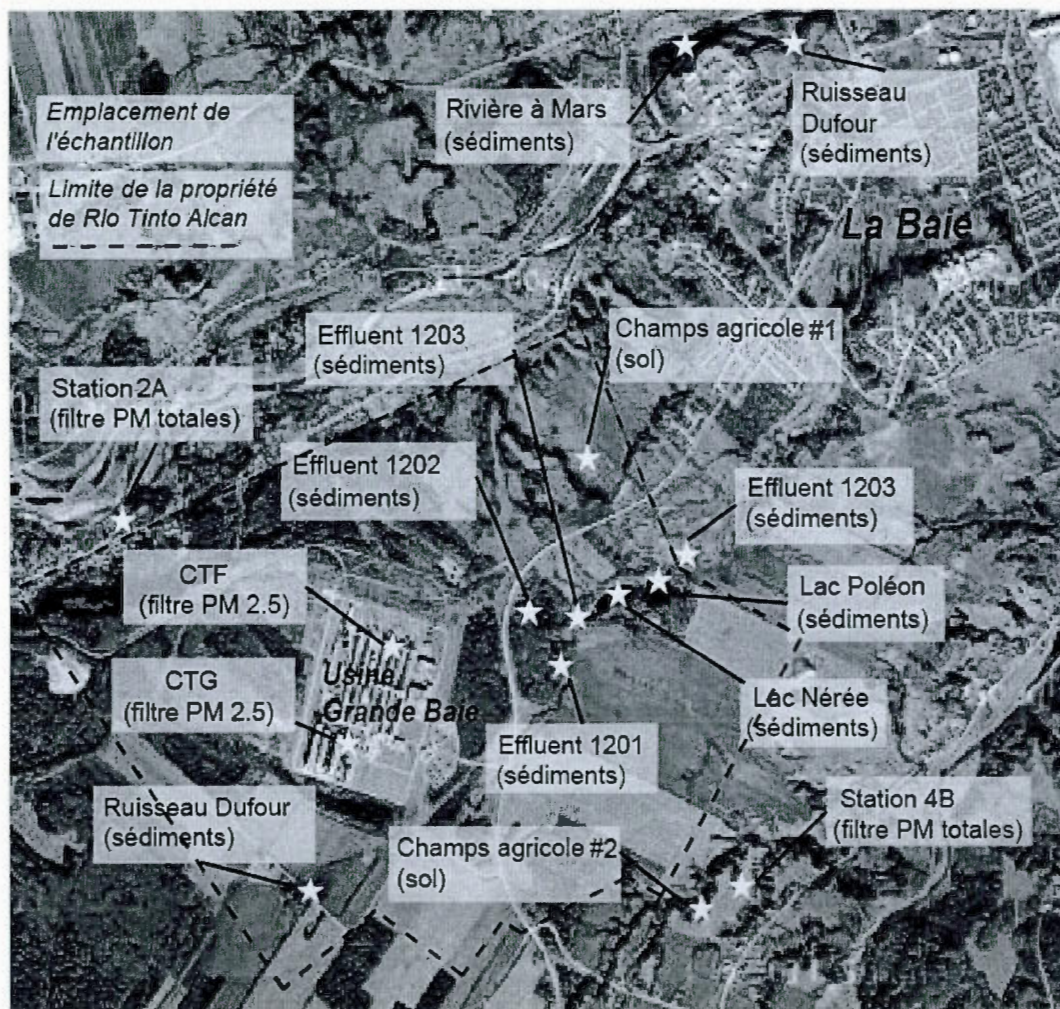 Emplacement de
l'échantillon
Limite de la propriété
de Rio Tinto Alcan
Rivière à Mars
(sédiments)
Ruisseau
Dufour
(sédiments)
La Baie
Effluent 1203
(sédiments)
Champs agricole #1
(sol)
Station 2A
(filtre PM totales)
Effluent 1202
(sédiments)
Effluent 1203
(sédiments)
CTF
(filtre PM 2.5)
Lac Poléon
(sédiments)
CTG
(filtre PM 2.5)
Usine
Grande Baie
Lac Nérée
(sédiments)
Effluent 1201
(sédiments)
Ruisseau Dufour
(sédiments)
Champs agricole #2
(sol)
Station 4B
(filtre PM totales)